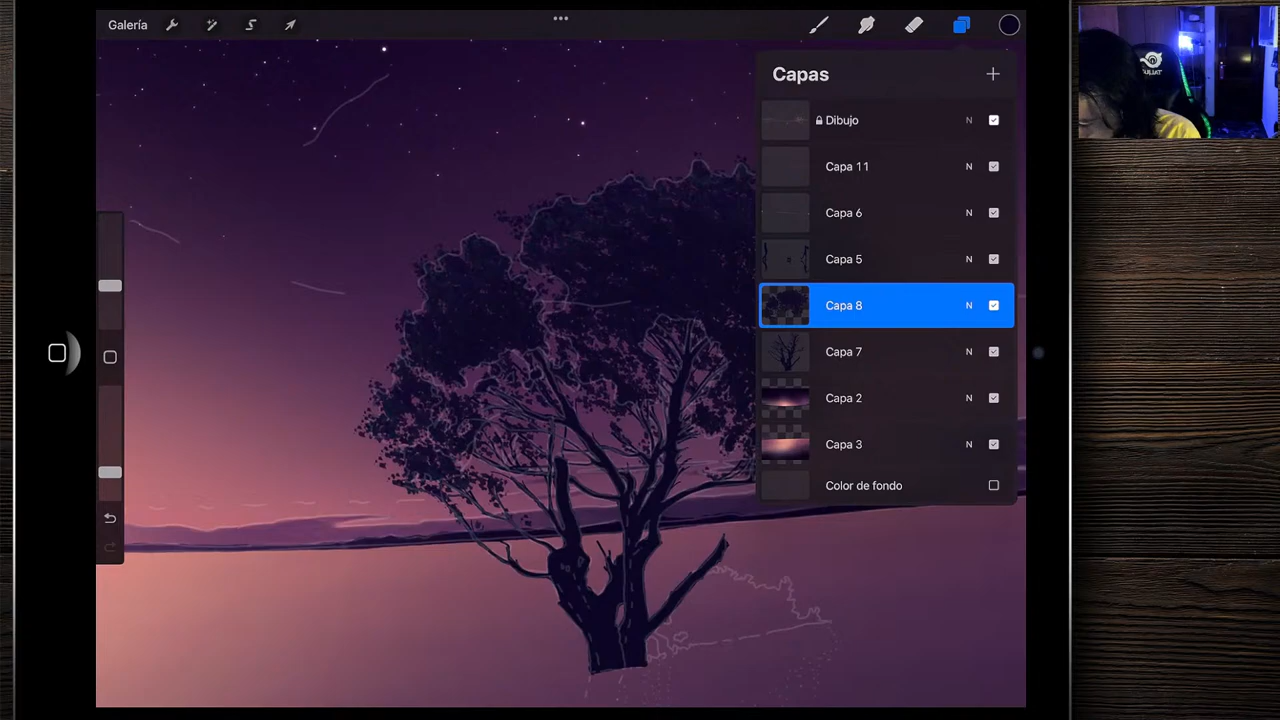 Galería
Capas
Dibujo N
Capa 11 N
Capa 6 N
Capa 5 N
Capa 8 N
Capa 7 N
Capa 2 N
Capa 3 N
Color de fondo